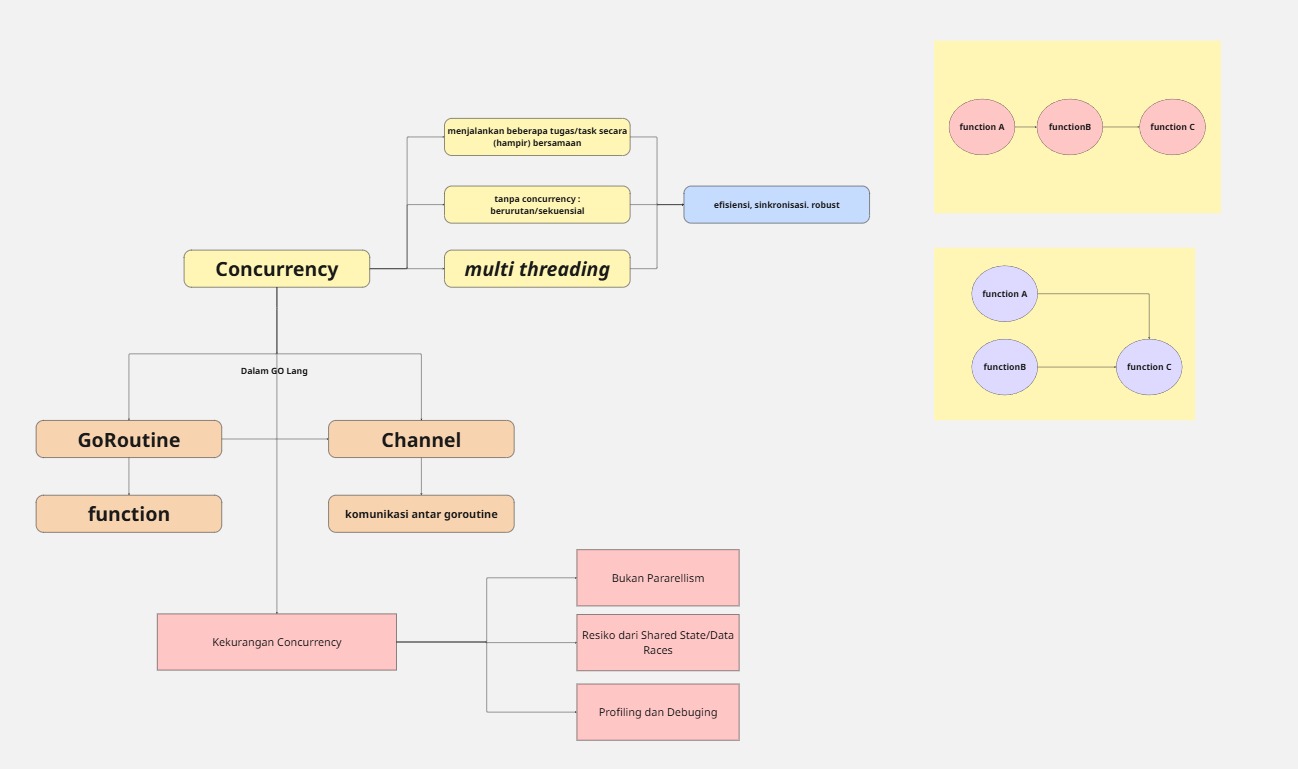 menjalankan beberapa tugas/task secara
(hampir) bersamaan
tanpa concurrency :
berurutan/sekuensial
efisiensi, sinkronisasi. robust
Concurrency
multi threading
Dalam GO Lang
GoRoutine
Channel
function
komunikasi antar goroutine
Kekurangan Concurrency
Bukan Pararellism
Resiko dari Shared State/Data
Races
Profiling dan Debuging
function A
functionB
function C
function A
functionB
function C